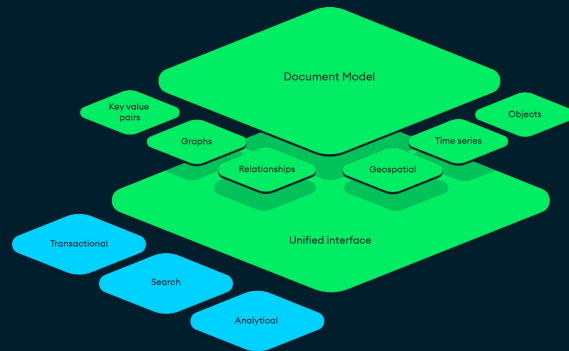 Document Model
Key value
pairs
Objects
Graphs
Time series
Relationships
Geospatial
Unified interface
Transactional
Search
Analytical